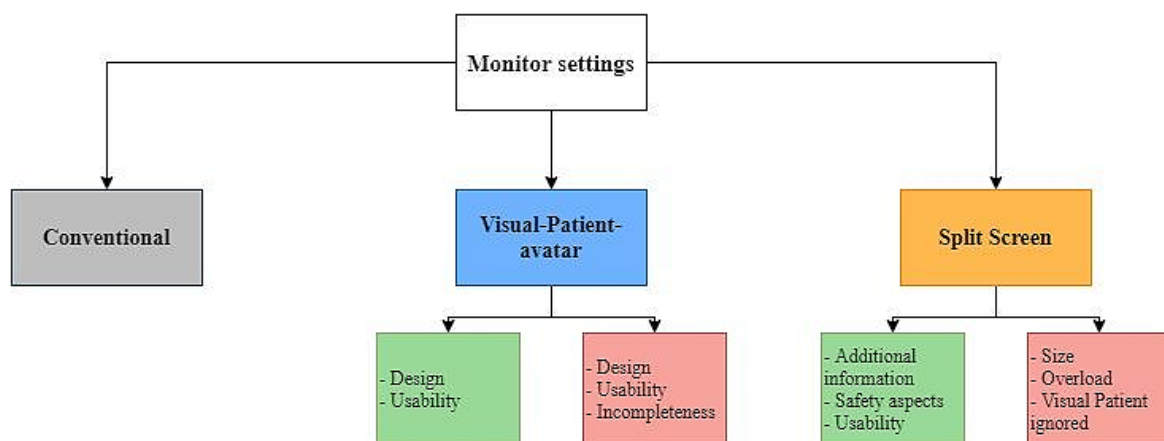 Monitor settings
Conventional
Visual-Patient-
avatar
Split Screen
- Design
- Usability
- Design
- Usability
- Incompleteness
- Additional
information
- Safety aspects
- Usability
- Size
- Overload
- Visual Patient
ignored